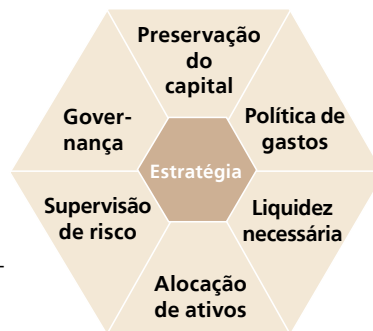 Preservação
do
capital
Gover-
nança
Política de
gastos
Estratégia
Supervisão
de risco
Liquidez
necessária
Alocação
de ativos
-